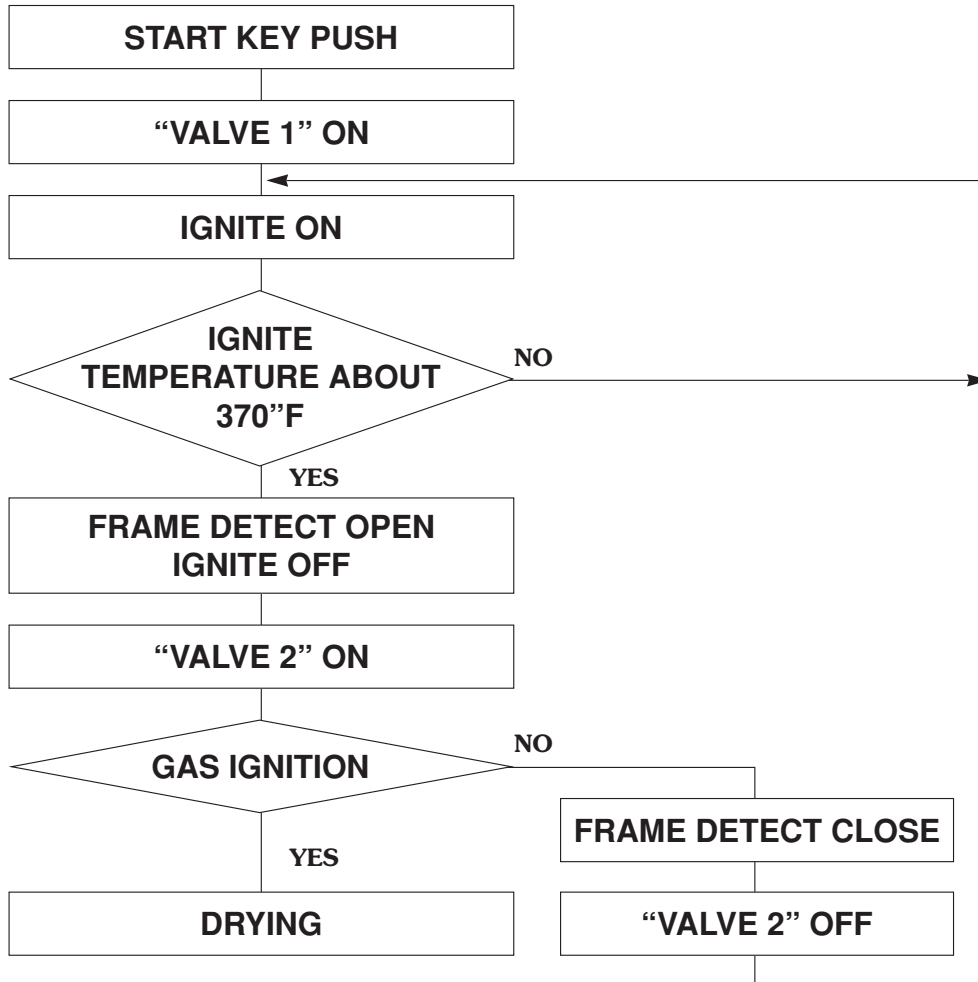 START KEY PUSH
“VALVE 1” ON
IGNITE ON
IGNITE
TEMPERATURE ABOUT
370”F
NO
YES
FRAME DETECT OPEN
IGNITE OFF
“VALVE 2” ON
GAS IGNITION
NO
FRAME DETECT CLOSE
YES
DRYING
“VALVE 2” OFF